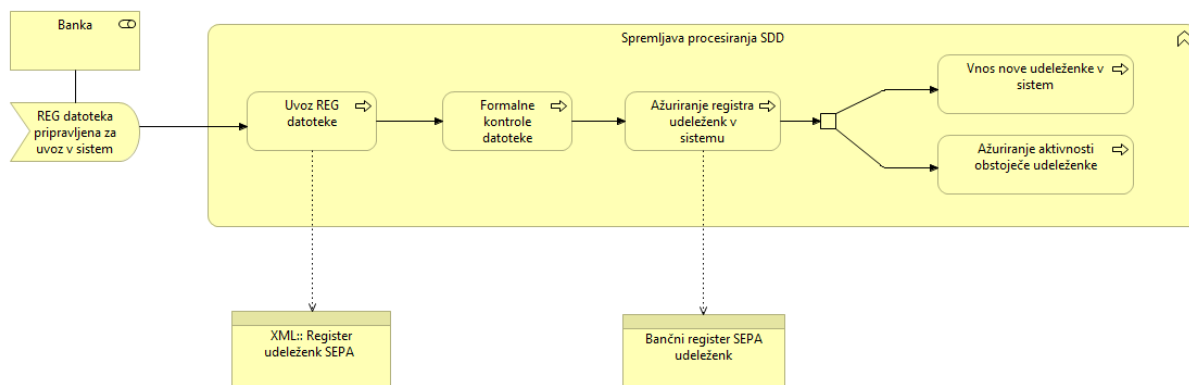 Banka
REG datoteka
pripravljena za
uvoz v sistem
Spremljava procesiranja SDD
Uvoz REG
datoteke
Formalne
kontrole
datoteke
Ažuriranje registra
udeleženk v
sistemu
Vnos nove udeleženke v
sistem
Ažuriranje aktivnosti
obstoječe udeleženke
XML:: Register
udeleženk SEPA
Bančni register SEPA
udeleženk